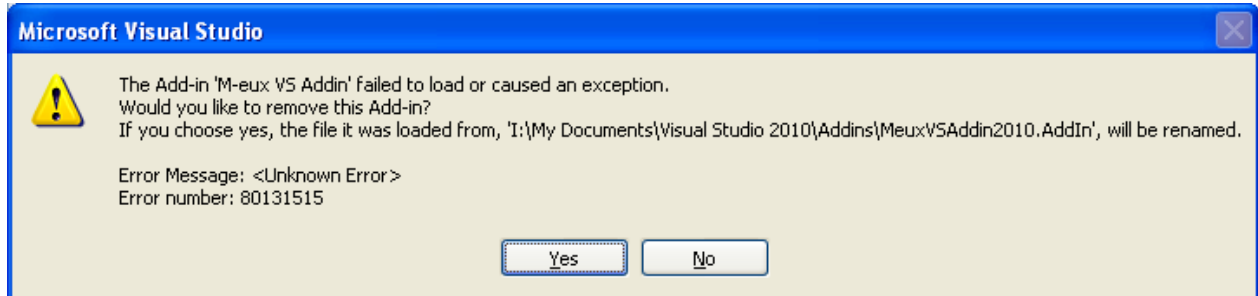 Microsoft Visual Studio
The Add-in 'M-eux VS Addin' failed to load or caused an exception.
Would you like to remove this Add-in?
If you choose yes, the file it was loaded from, 'I:\My Documents\Visual Studio 2010\Addins\MeuxVSAddin2010.AddIn', will be renamed.
Error Message: <Unknown Error>
Error number: 80131515
Yes
No